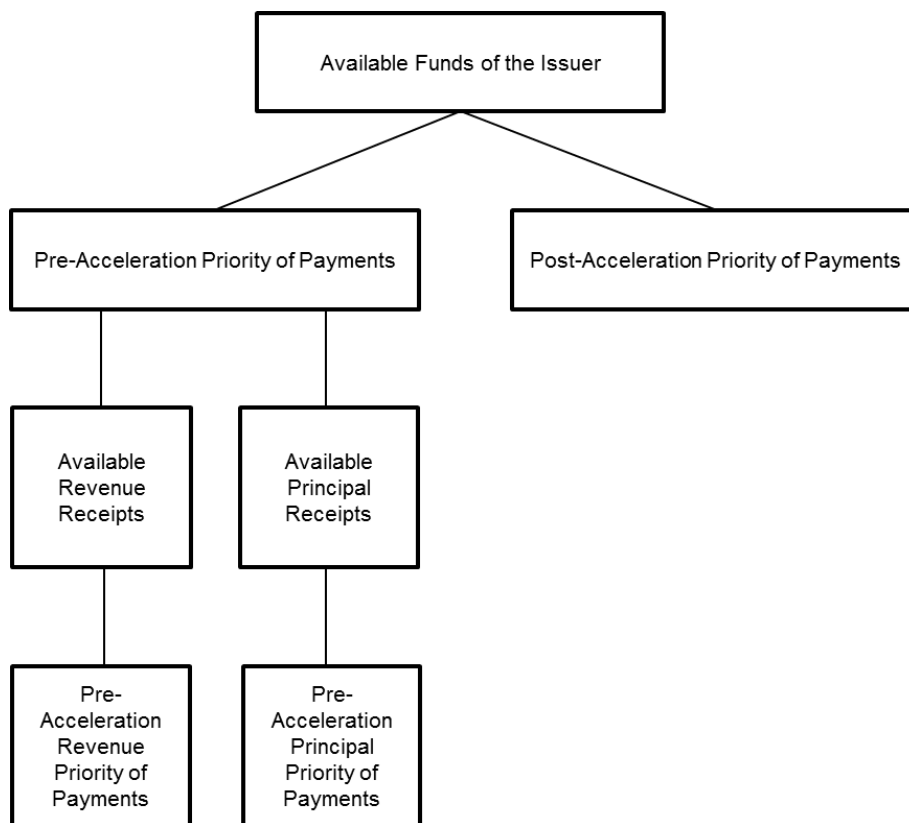 Available Funds of the Issuer
Pre-Acceleration Priority of Payments
Post-Acceleration Priority of Payments
Available
Revenue
Receipts
Available
Principal
Receipts
Pre-
Acceleration
Revenue
Priority of
Payments
Pre-
Acceleration
Principal
Priority of
Payments